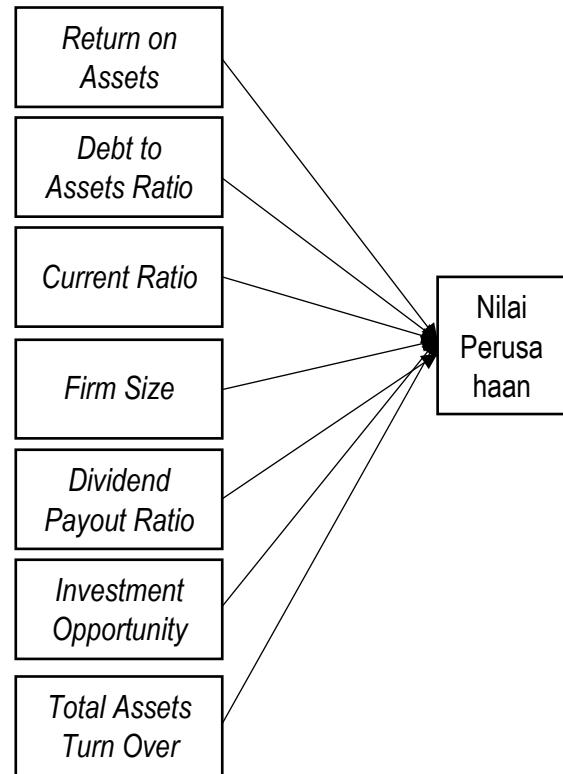 Return on
Assets
Debt to
Assets Ratio
Current Ratio
Firm Size
Dividend
Payout Ratio
Investment
Opportunity
Total Assets
Turn Over
Nilai
Perusa
haan